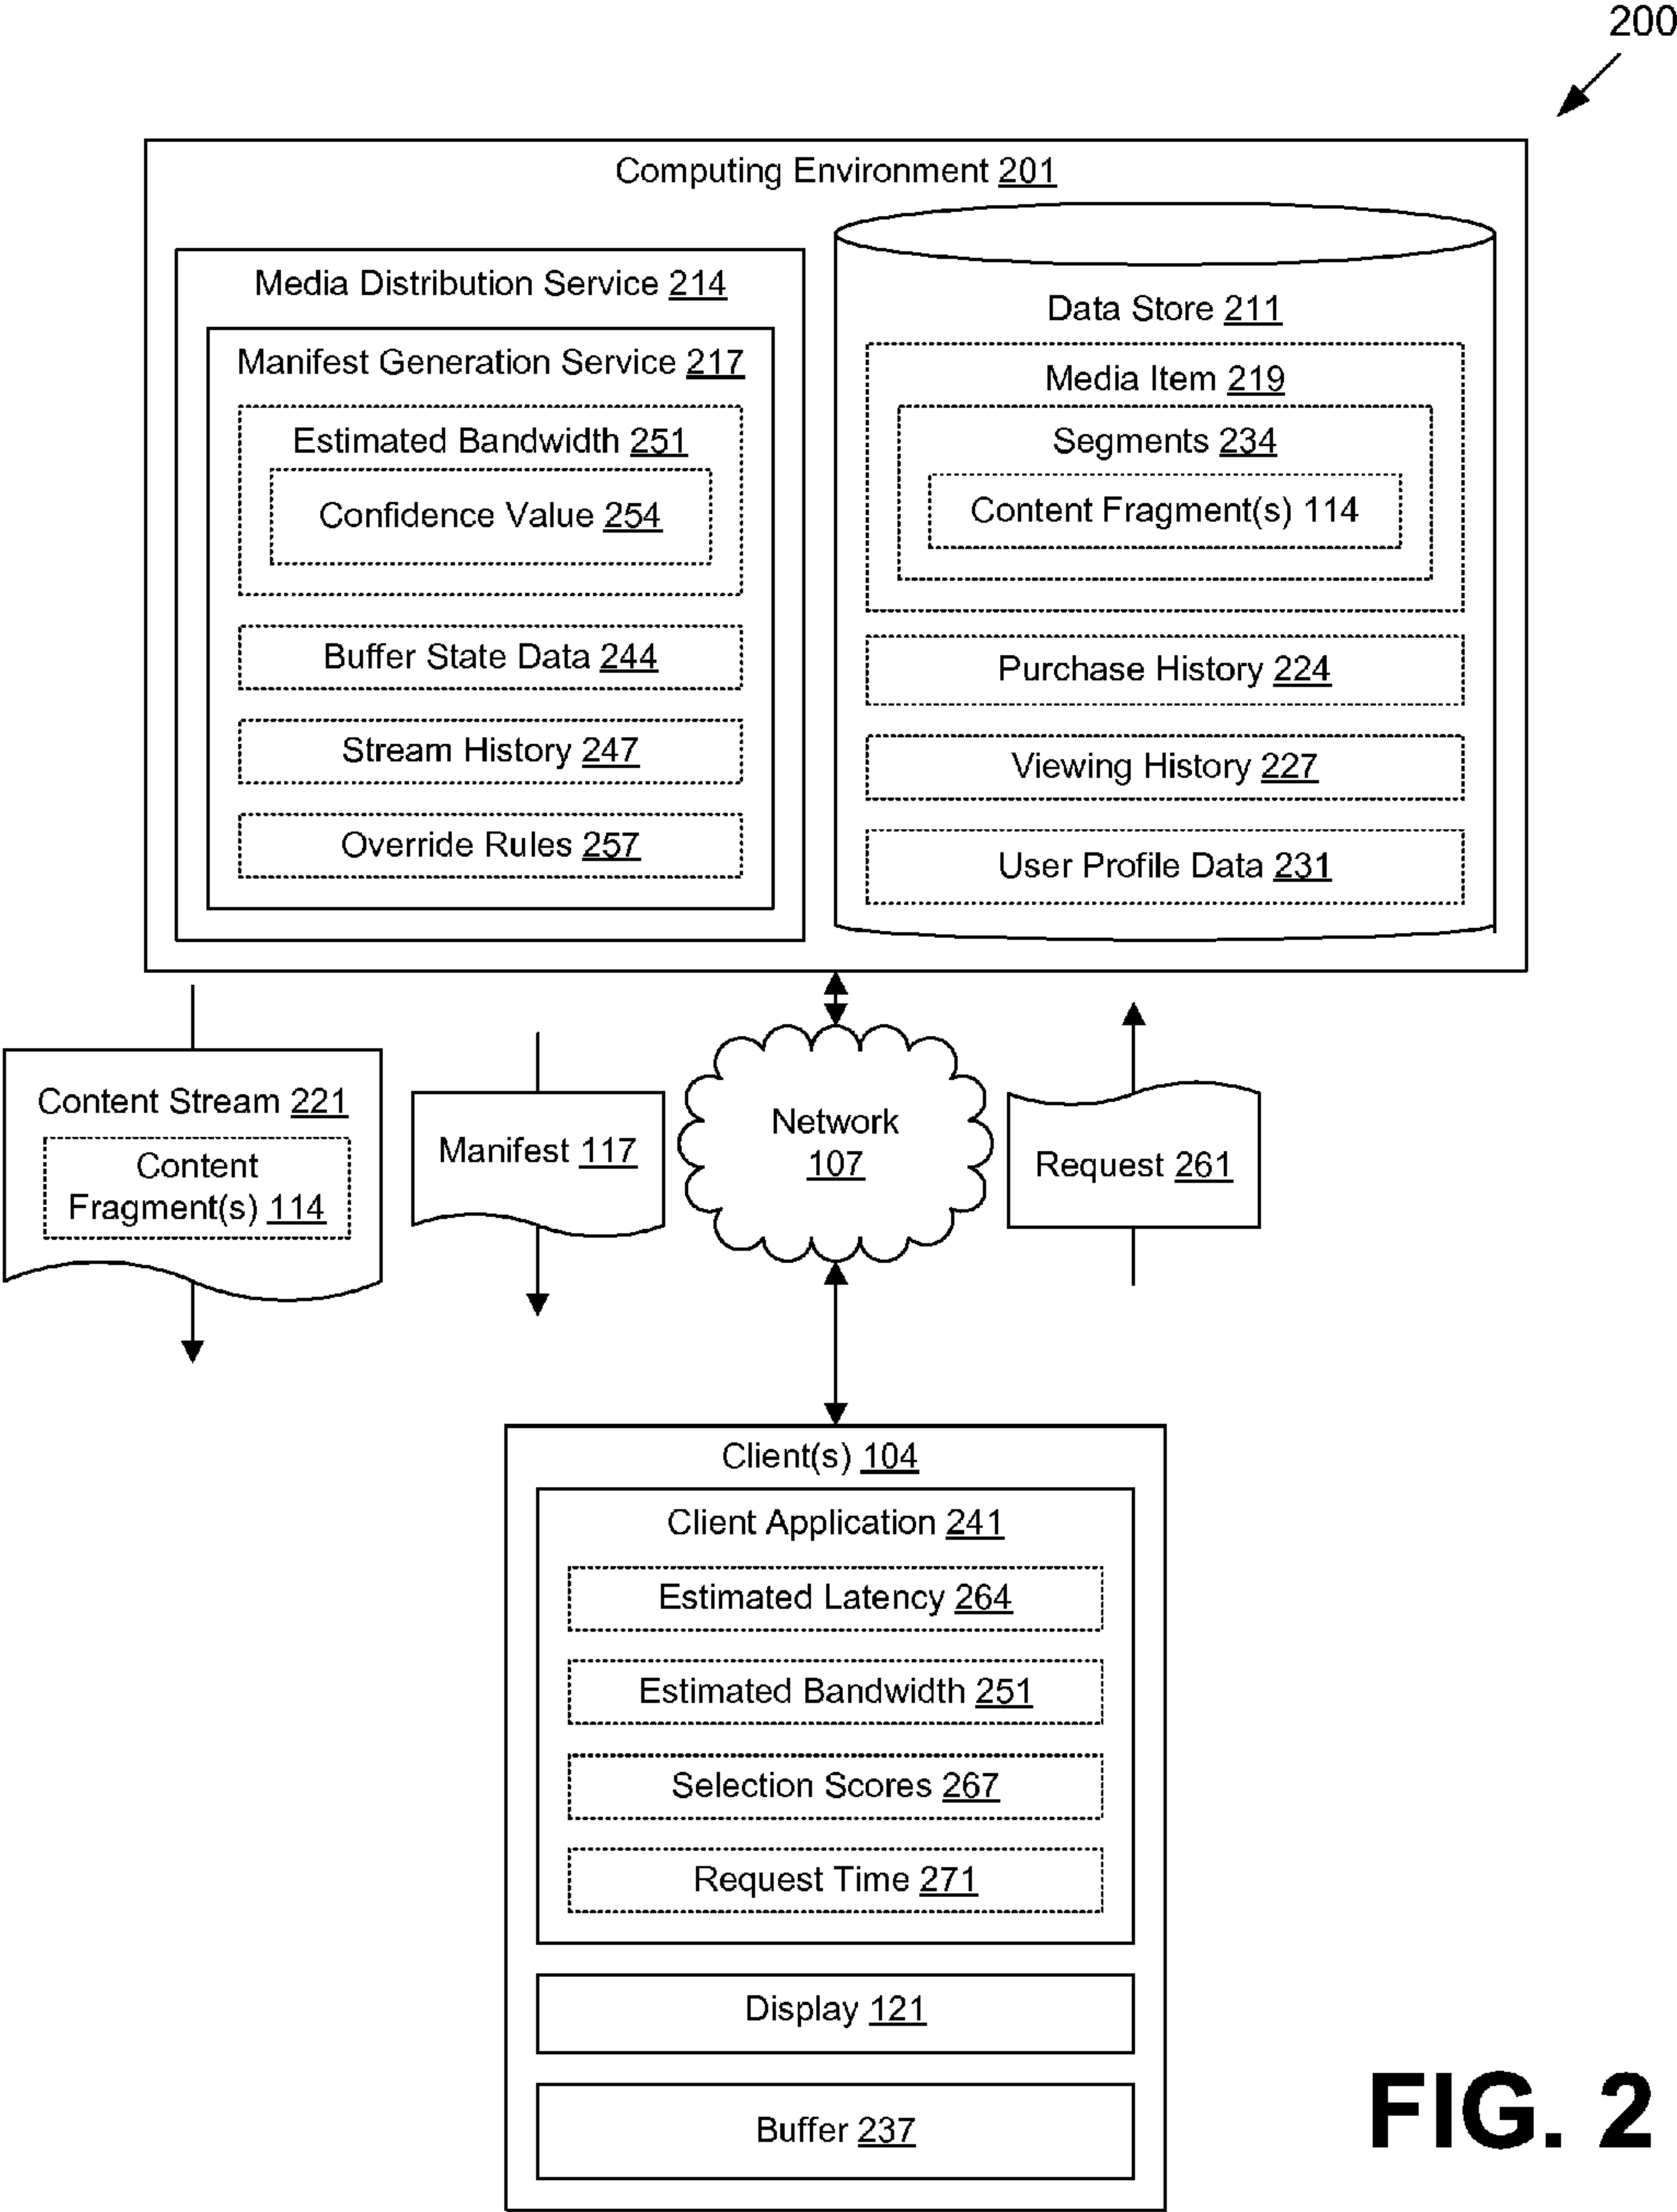 200
Computing Environment 201
Media Distribution Service 214
Manifest Generation Service 217
Estimated Bandwidth 251
Confidence Value 254
Buffer State Data 244
Stream History 247
Override Rules 257
Data Store 211
Media Item 219
Segments 234
Content Fragment(s) 114
Purchase History 224
Viewing History 227
User Profile Data 231
Content Stream 221
Content
Fragment(s) 114
Manifest 117
Network
107
Request 261
Client(s) 104
Client Application 241
Estimated Latency 264
Estimated Bandwidth 251
Selection Scores 267
Request Time 271
Display 121
Buffer 237
FIG. 2